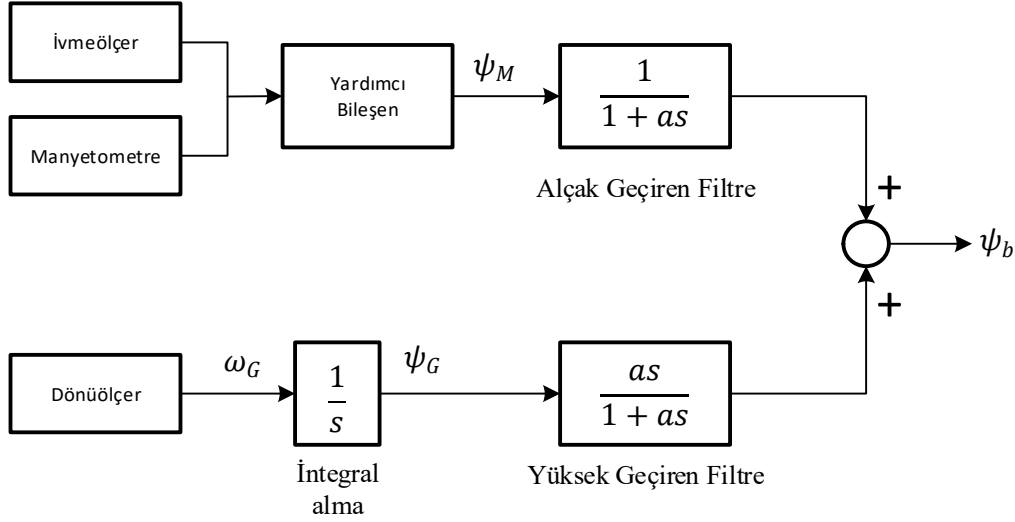 İvmeölçer
Manyetometre
Yardımcı
Bileşen
ψ_M
1
1 + as
Alçak Geçiren Filtre
+
ψ_b
+
Dönüölçer
ω_G
1
s
İntegral
alma
ψ_G
as
1 + as
Yüksek Geçiren Filtre